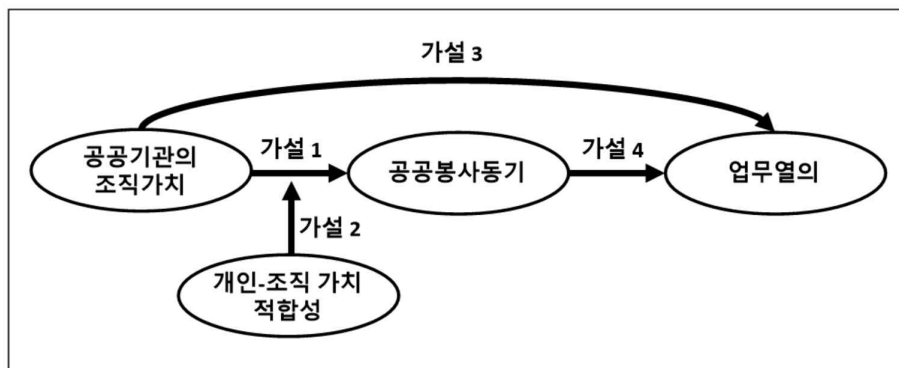 가설 3
공공기관의
조직가치
가설 1
공공봉사동기
가설 4
업무열의
가설 2
개인-조직 가치
적합성